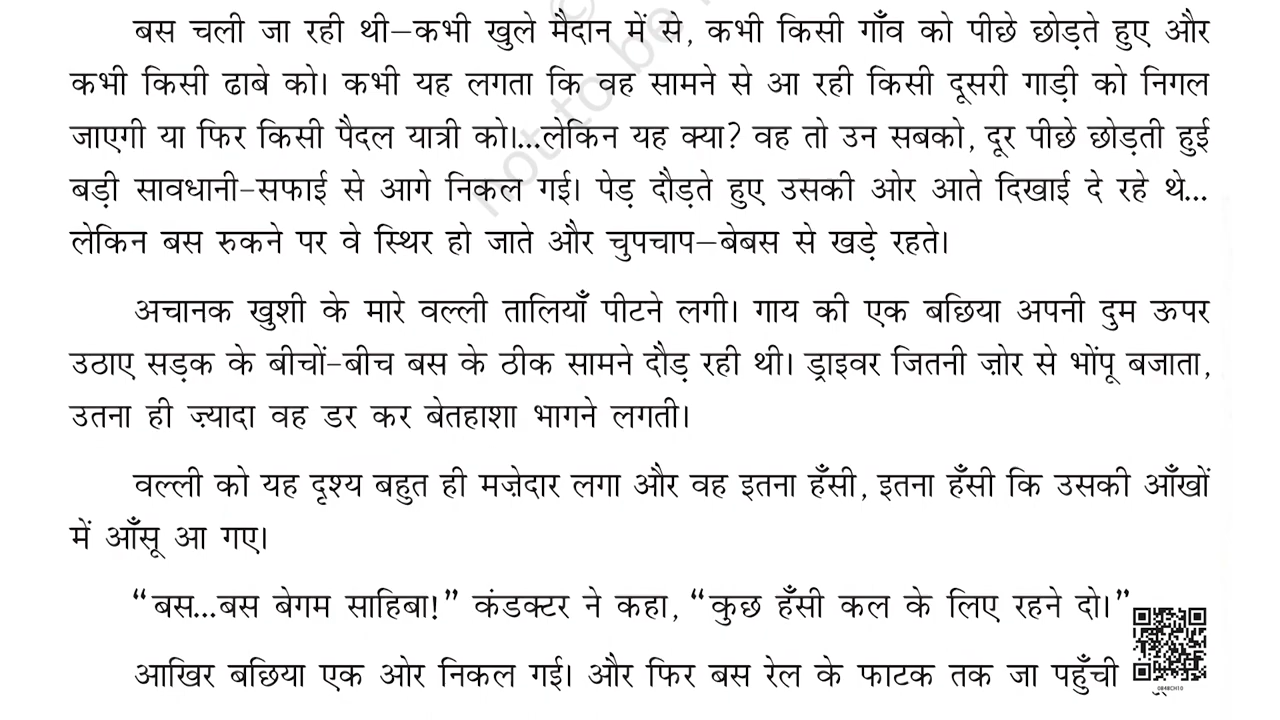 बस चली जा रही थी–कभी खुले मैदान में से, कभी किसी गाँव को पीछे छोड़ते हुए और
कभी किसी ढाबे को। कभी यह लगता कि वह सामने से आ रही किसी दूसरी गाड़ी को निगल
जाएगी या फिर किसी पैदल यात्री को।...लेकिन यह क्या? वह तो उन सबको, दूर पीछे छोड़ती हुई
बड़ी सावधानी-सफाई से आगे निकल गई। पेड़ दौड़ते हुए उसकी ओर आते दिखाई दे रहे थे...
लेकिन बस रुकने पर वे स्थिर हो जाते और चुपचाप–बेबस से खड़े रहते।
अचानक खुशी के मारे वल्ली तालियाँ पीटने लगी। गाय की एक बछिया अपनी दुम ऊपर
उठाए सड़क के बीचों-बीच बस के ठीक सामने दौड़ रही थी। ड्राइवर जितनी ज़ोर से भोंपू बजाता,
उतना ही ज़्यादा वह डर कर बेतहाशा भागने लगती।
वल्ली को यह दृश्य बहुत ही मज़ेदार लगा और वह इतना हँसी, इतना हँसी कि उसकी आँखों
में आँसू आ गए।
“बस...बस बेगम साहिबा!” कंडक्टर ने कहा, “कुछ हँसी कल के लिए रहने दो।”
आखिर बछिया एक ओर निकल गई। और फिर बस रेल के फाटक तक जा पहुँची
0848CH10
not to be